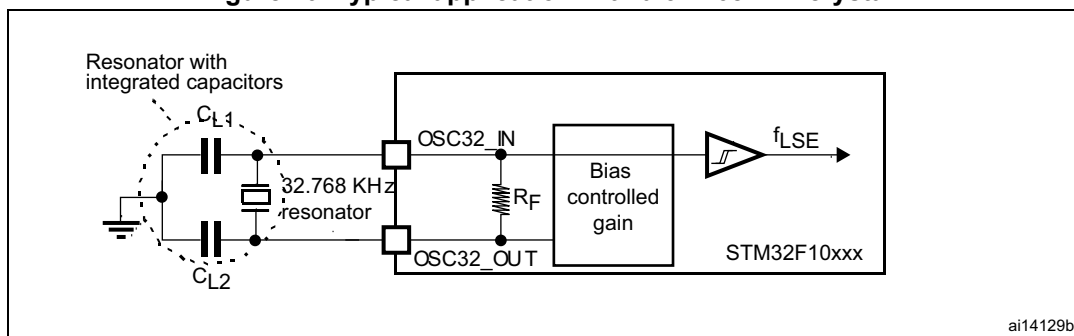 Resonator with
integrated capacitors
CL1
OSC32_IN
fLSE
32.768 KHz
resonator
RF
Bias
controlled
gain
STM32F10xxx
OSC32_OUT
CL2
ai14129b